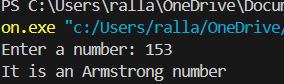 PS C:\Users\ralla\OneDrive\Docum
on.exe "c:/Users/ralla/OneDrive/
Enter a number: 153
It is an Armstrong number